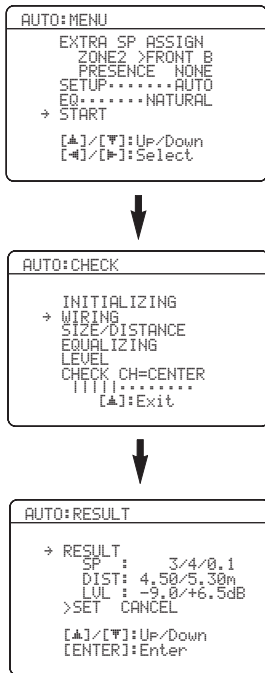 AUTO:MENU
EXTRA SP ASSIGN
ZONE2 >FRONT B
PRESENCE NONE
SETUP·······AUTO
EQ·······NATURAL
→ START
[▲]/[▼]:Up/Down
[◀]/[▶]:Select
AUTO:CHECK
INITIALIZING
→ WIRING
SIZE/DISTANCE
EQUALIZING
LEVEL
CHECK CH=CENTER
|||||·········
[▲]:Exit
AUTO:RESULT
→ RESULT
SP : 3/4/0.1
DIST: 4.50/5.30m
LVL : -9.0/+6.5dB
>SET CANCEL
[▲]/[▼]:Up/Down
[ENTER]:Enter